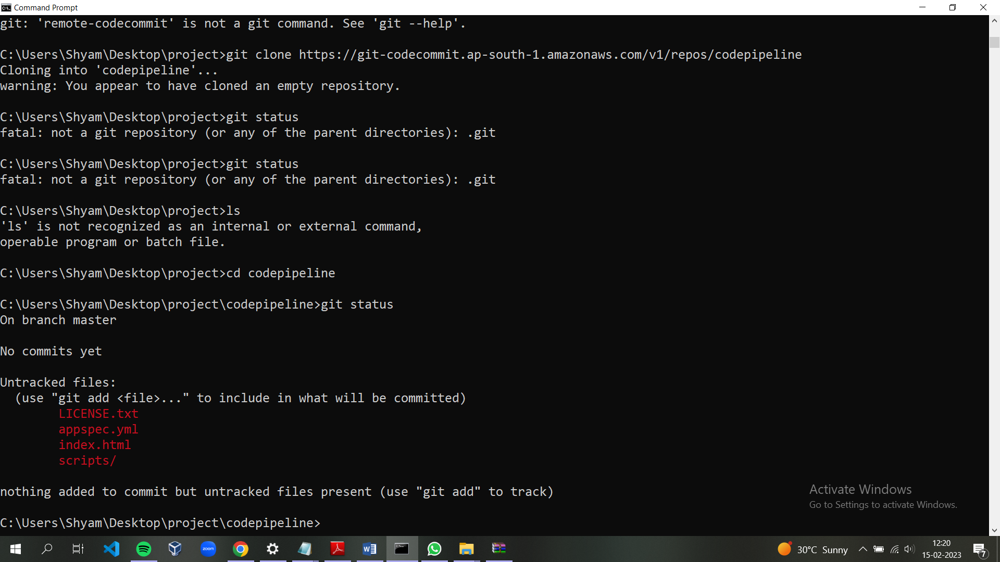 Command Prompt
git: 'remote-codecommit' is not a git command. See 'git --help'.
C:\Users\Shyam\Desktop\project>git clone https://git-codecommit.ap-south-1.amazonaws.com/v1/repos/codepipeline
Cloning into 'codepipeline'...
warning: You appear to have cloned an empty repository.
C:\Users\Shyam\Desktop\project>git status
fatal: not a git repository (or any of the parent directories): .git
C:\Users\Shyam\Desktop\project>git status
fatal: not a git repository (or any of the parent directories): .git
C:\Users\Shyam\Desktop\project>ls
'ls' is not recognized as an internal or external command,
operable program or batch file.
C:\Users\Shyam\Desktop\project>cd codepipeline
C:\Users\Shyam\Desktop\project\codepipeline>git status
On branch master
No commits yet
Untracked files:
  (use "git add <file>..." to include in what will be committed)
        LICENSE.txt
        appspec.yml
        index.html
        scripts/
nothing added to commit but untracked files present (use "git add" to track)
C:\Users\Shyam\Desktop\project\codepipeline>
Activate Windows
Go to Settings to activate Windows.
zoom
30°C Sunny
12:20
15-02-2023
7